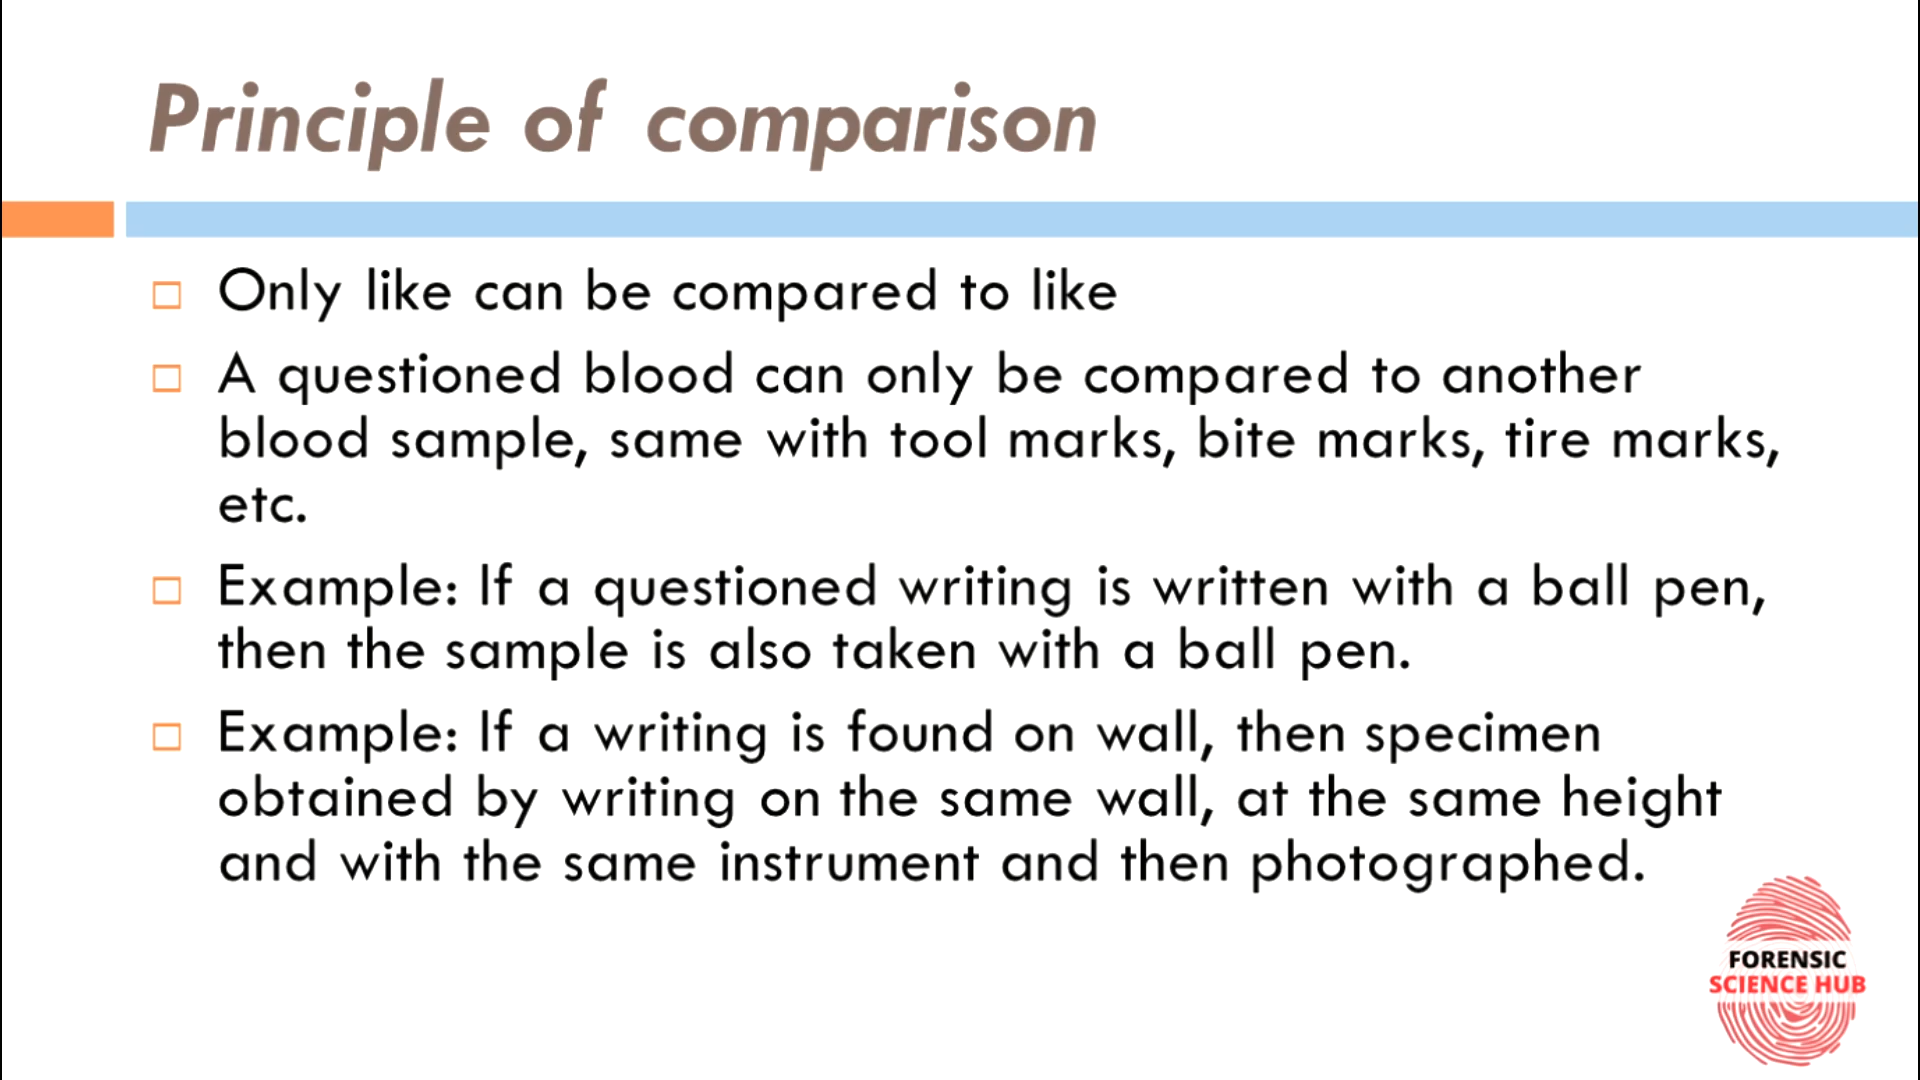 Principle of comparison
Only like can be compared to like
A questioned blood can only be compared to another
blood sample, same with tool marks, bite marks, tire marks,
etc.
Example: If a questioned writing is written with a ball pen,
then the sample is also taken with a ball pen.
Example: If a writing is found on wall, then specimen
obtained by writing on the same wall, at the same height
and with the same instrument and then photographed.
FORENSIC
SCIENCE HUB